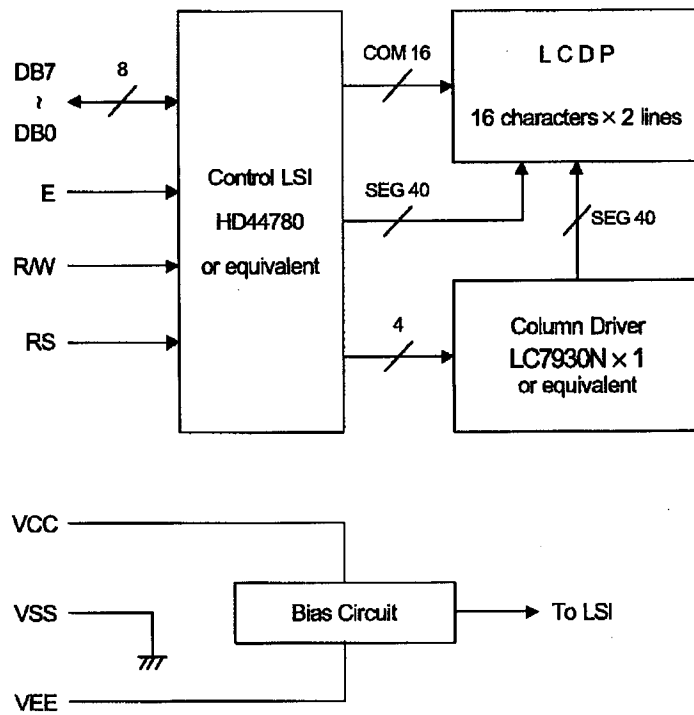 DB7
~
DB0
8
E
R/W
RS
Control LSI
HD44780
or equivalent
COM 16
SEG 40
4
L C D P
16 characters × 2 lines
SEG 40
Column Driver
LC7930N × 1
or equivalent
VCC
VSS
VEE
Bias Circuit
To LSI